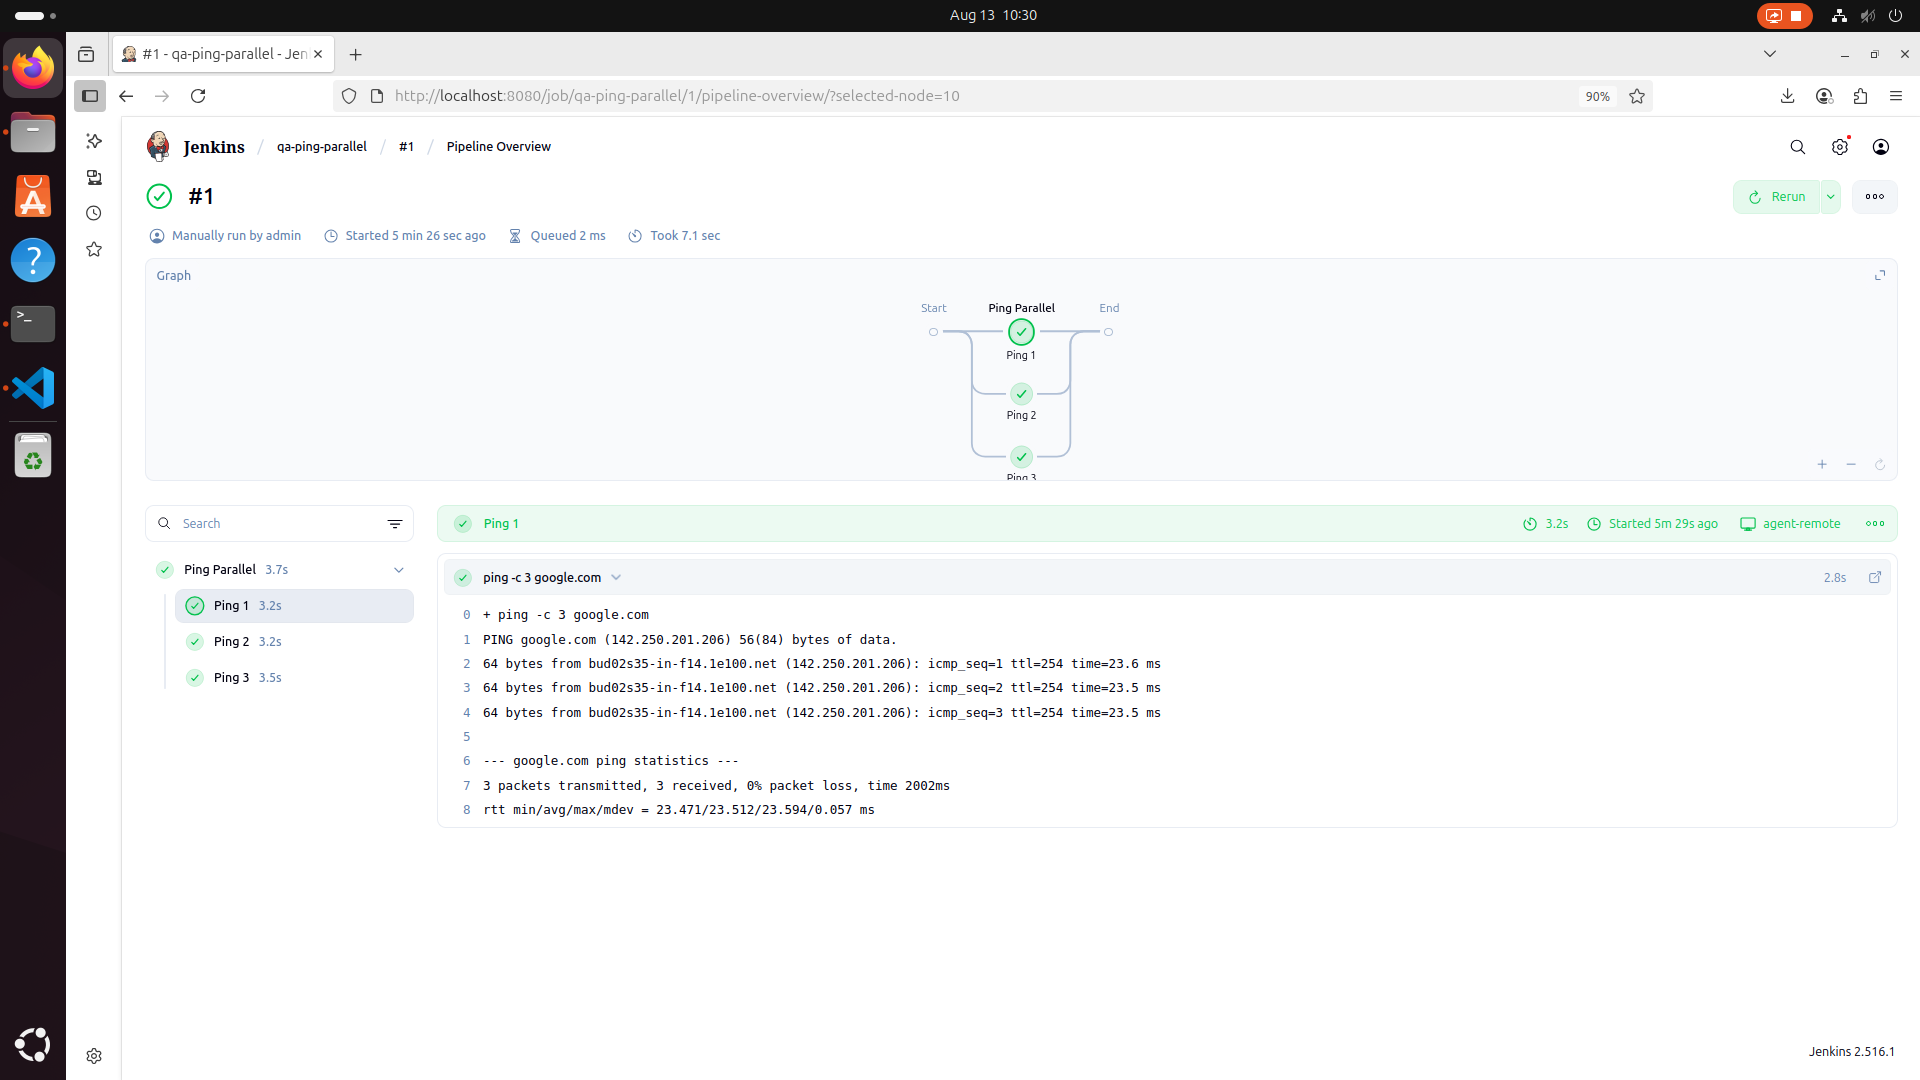 Aug 13 10:30
#1 - qa-ping-parallel - Jen
http://localhost:8080/job/qa-ping-parallel/1/pipeline-overview/?selected-node=10
90%
Jenkins / qa-ping-parallel / #1 / Pipeline Overview
#1
Rerun
Manually run by admin
Started 5 min 26 sec ago
Queued 2 ms
Took 7.1 sec
Graph
Start
Ping Parallel
End
Ping 1
Ping 2
Ping 3
Search
Ping Parallel 3.7s
Ping 1 3.2s
Ping 2 3.2s
Ping 3 3.5s
Ping 1
3.2s
Started 5m 29s ago
agent-remote
ping -c 3 google.com
2.8s
0 + ping -c 3 google.com
1 PING google.com (142.250.201.206) 56(84) bytes of data.
2 64 bytes from bud02s35-in-f14.1e100.net (142.250.201.206): icmp_seq=1 ttl=254 time=23.6 ms
3 64 bytes from bud02s35-in-f14.1e100.net (142.250.201.206): icmp_seq=2 ttl=254 time=23.5 ms
4 64 bytes from bud02s35-in-f14.1e100.net (142.250.201.206): icmp_seq=3 ttl=254 time=23.5 ms
5
6 --- google.com ping statistics ---
7 3 packets transmitted, 3 received, 0% packet loss, time 2002ms
8 rtt min/avg/max/mdev = 23.471/23.512/23.594/0.057 ms
Jenkins 2.516.1